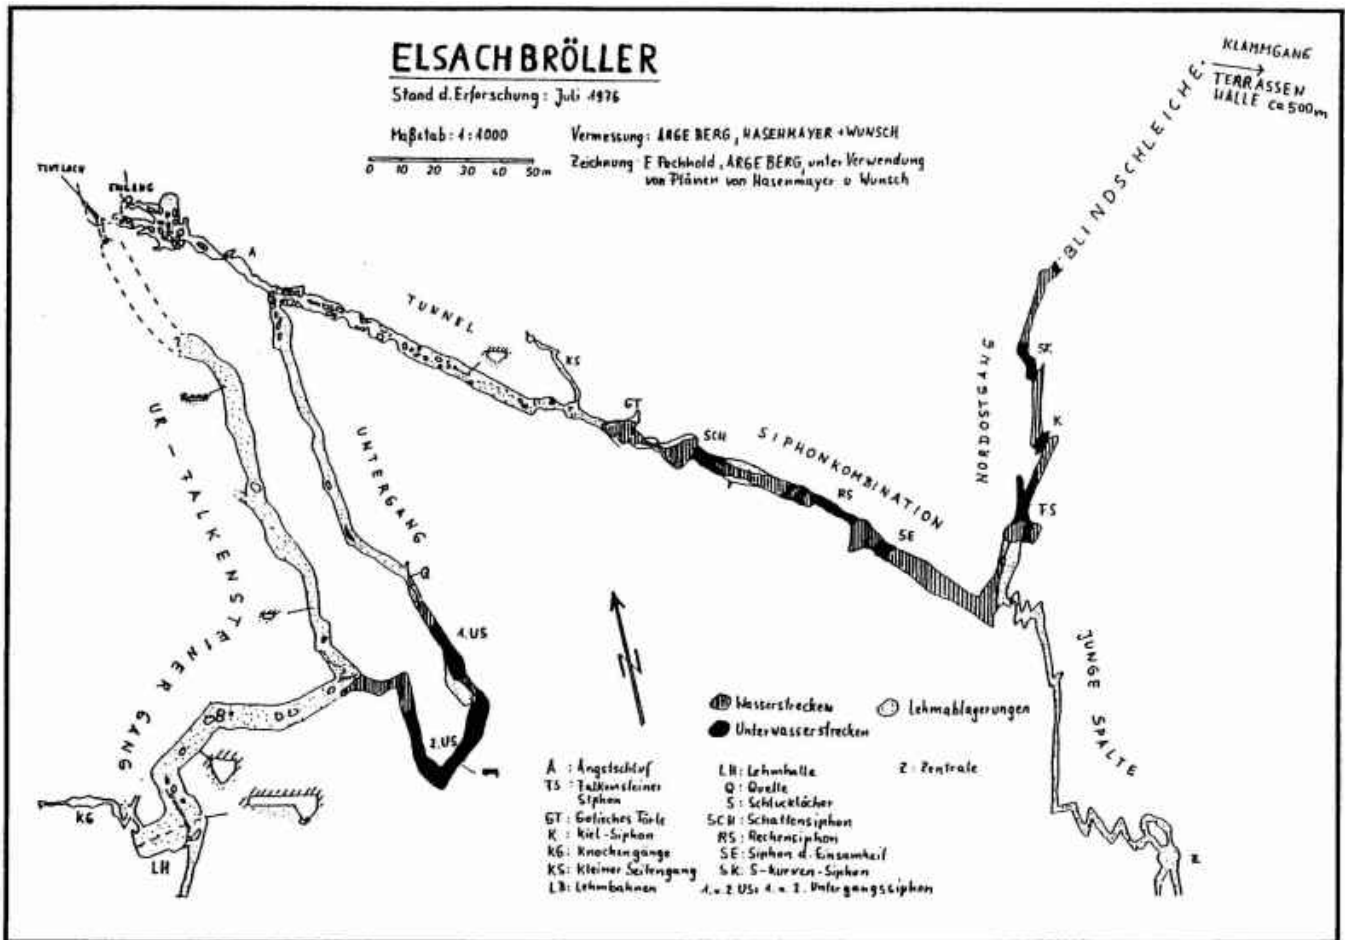 ELSACHBRÖLLER
Stand d. Erforschung: Juli 1976
Maßstab: 1:1000
0 10 20 30 40 50m
Vermessung: ARGE BERG, HASENMAYER + WUNSCH
Zeichnung F Pechhold, ARGE BERG, unter Verwendung
von Plänen von Hasenmayer u Wunsch
KLAMMGANG
TERRASSEN
HALLE ca 500m
BLINDSCHLEICHE
A
TUNNEL
KS
GT
SCH
SIPHONKOMBINATION
RS
SE
NORDOSTGANG
SK
K
FS
JUNGE SPALTE
Z
UNTERGANG
Q
1.US
2.US
UR-FALKENSTEINER GANG
KG
LH
Wasserstrecken
Unterwasserstrecken
Lehmablagerungen
A : Angstschluf
FS : Falkensteiner
Siphon
GT: Gotisches Törle
K : Kiel-Siphon
KG: Knochengänge
KS: Kleiner Seitengang
LB: Lehmbahnen
LH: Lehmhalle
Q : Quelle
S : Schlucklöcher
SCH: Schattensiphon
RS: Rechensiphon
SE: Siphon d. Einsamkeit
SK: S-Kurven-Siphon
1. u. 2. US: 1. u. 2. Untergangssiphon
Z : Zentrale